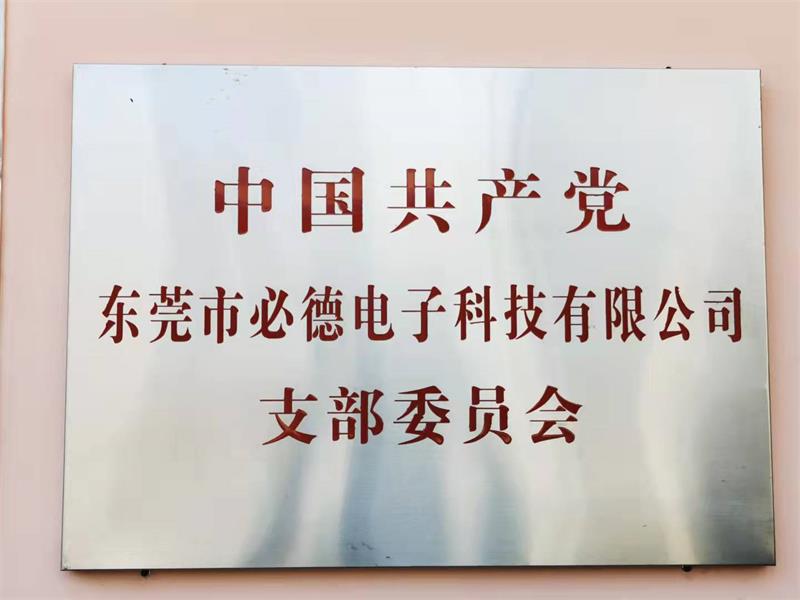 中国共产党
东莞市必德电子科技有限公司
支部委员会